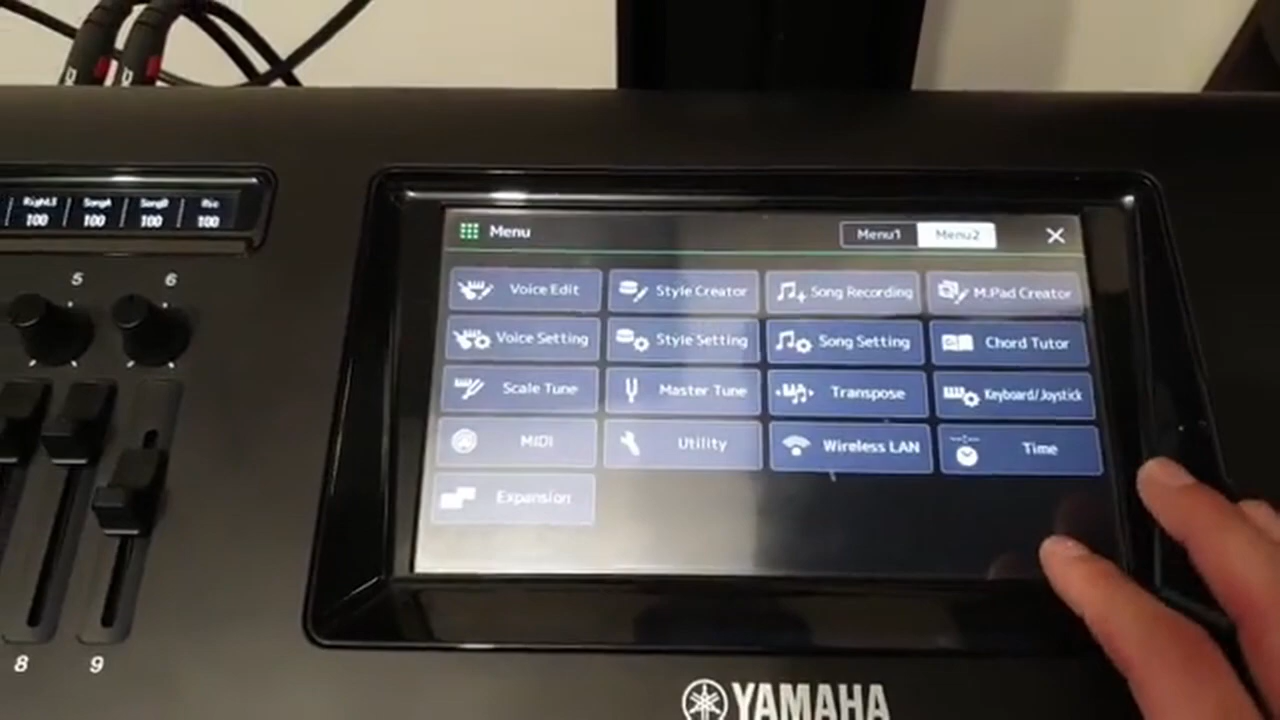 Right3 SongA SongB Mic
100 100 100 100
5 6
8 9
Menu Menu1 Menu2
Voice Edit Style Creator Song Recording M.Pad Creator
Voice Setting Style Setting Song Setting Chord Tutor
Scale Tune Master Tune Transpose Keyboard/Joystick
MIDI Utility Wireless LAN Time
Expansion
YAMAHA